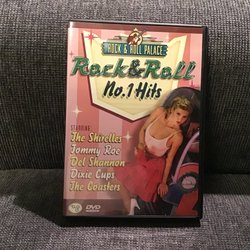 ROCK & ROLL PALACE
Rock&Roll
No.1 Hits
STARRING:
The Shirelles
Tommy Roe
Del Shannon
Dixie Cups
The Coasters
DVD